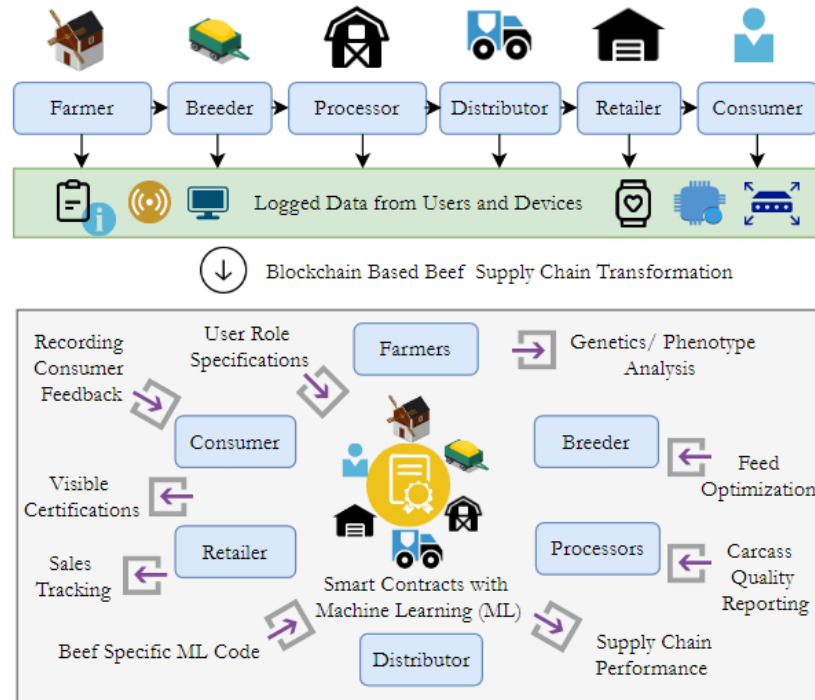 Farmer
Breeder
Processor
Distributor
Retailer
Consumer
Logged Data from Users and Devices
Blockchain Based Beef Supply Chain Transformation
Recording
Consumer
Feedback
User Role
Specifications
Farmers
Genetics/ Phenotype
Analysis
Consumer
Breeder
Visible
Certifications
Feed
Optimization
Retailer
Processors
Sales
Tracking
Smart Contracts with
Machine Learning (ML)
Carcass
Quality
Reporting
Beef Specific ML Code
Distributor
Supply Chain
Performance